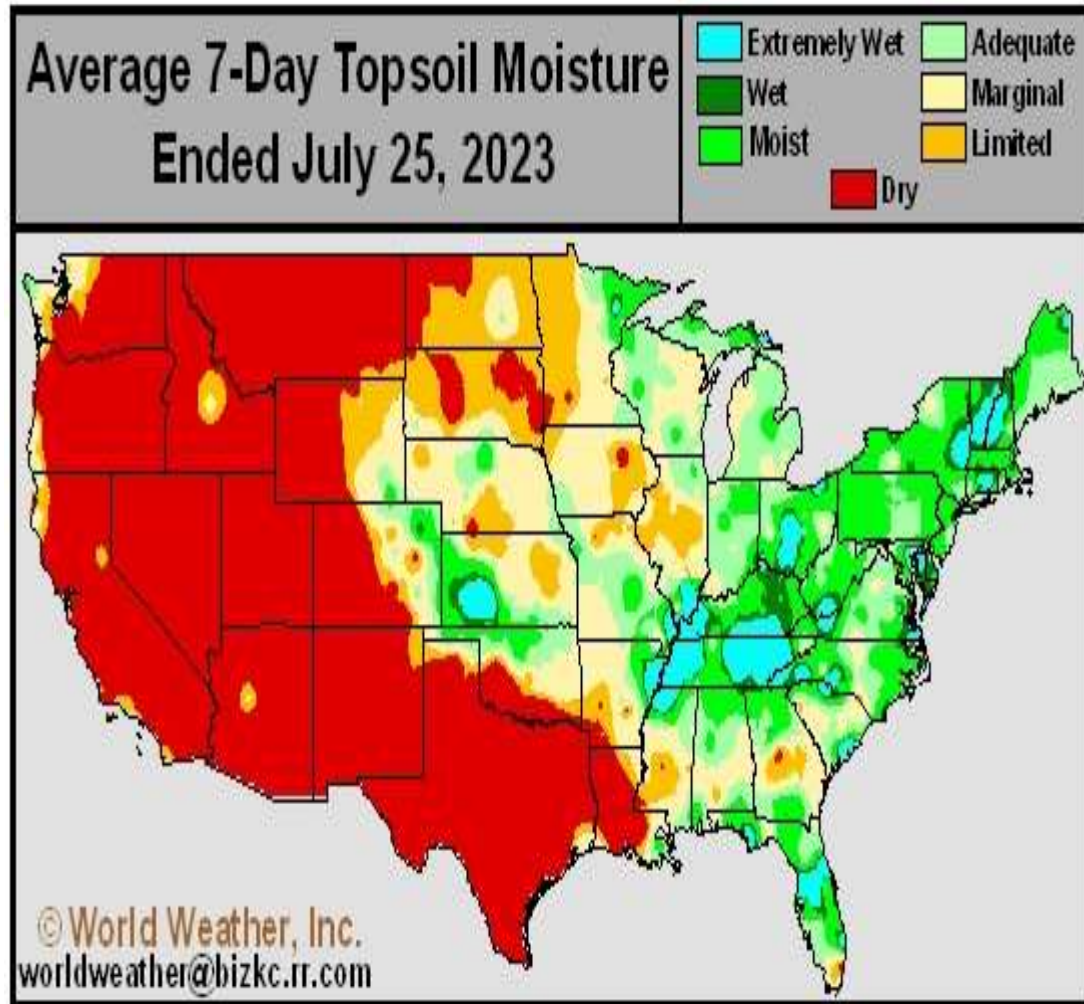 Average 7-Day Topsoil Moisture
Ended July 25, 2023
Extremely Wet
Adequate
Wet
Marginal
Moist
Limited
Dry
© World Weather, Inc.
worldweather@bizkc.rr.com